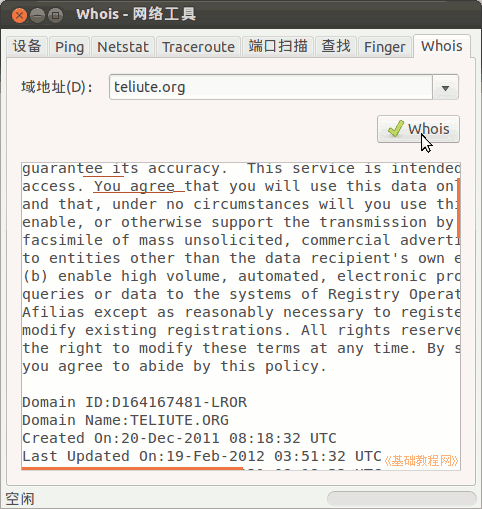 Whois - 网络工具
设备 Ping Netstat Traceroute 端口扫描 查找 Finger Whois
域地址(D): teliute.org
Whois
guarantee its accuracy. This service is intended
access. You agree that you will use this data on
and that, under no circumstances will you use thi
enable, or otherwise support the transmission by
facsimile of mass unsolicited, commercial adverti
to entities other than the data recipient's own e
(b) enable high volume, automated, electronic pro
queries or data to the systems of Registry Operat
Afilias except as reasonably necessary to registe
modify existing registrations. All rights reserve
the right to modify these terms at any time. By s
you agree to abide by this policy.
Domain ID:D164167481-LROR
Domain Name:TELIUTE.ORG
Created On:20-Dec-2011 08:18:32 UTC
Last Updated On:19-Feb-2012 03:51:32 UTC
《基础教程网》
空闲